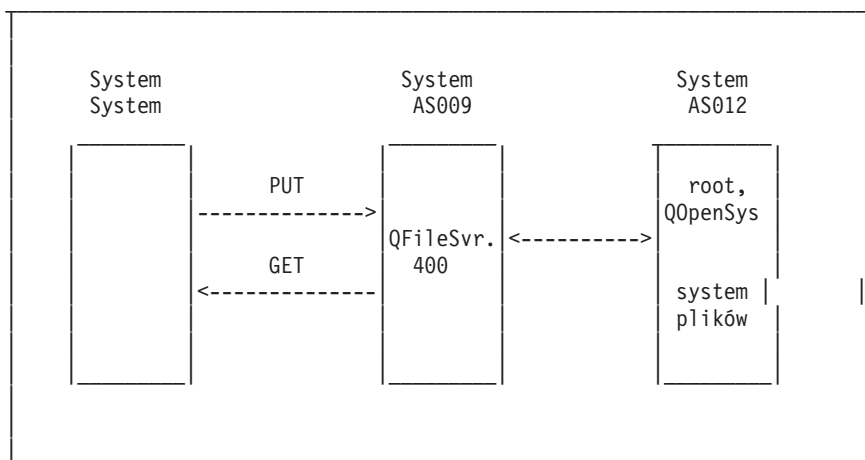 System System System
System AS009 AS012
PUT
root,
QOpenSys
QFileSvr.
400
GET
system
plików